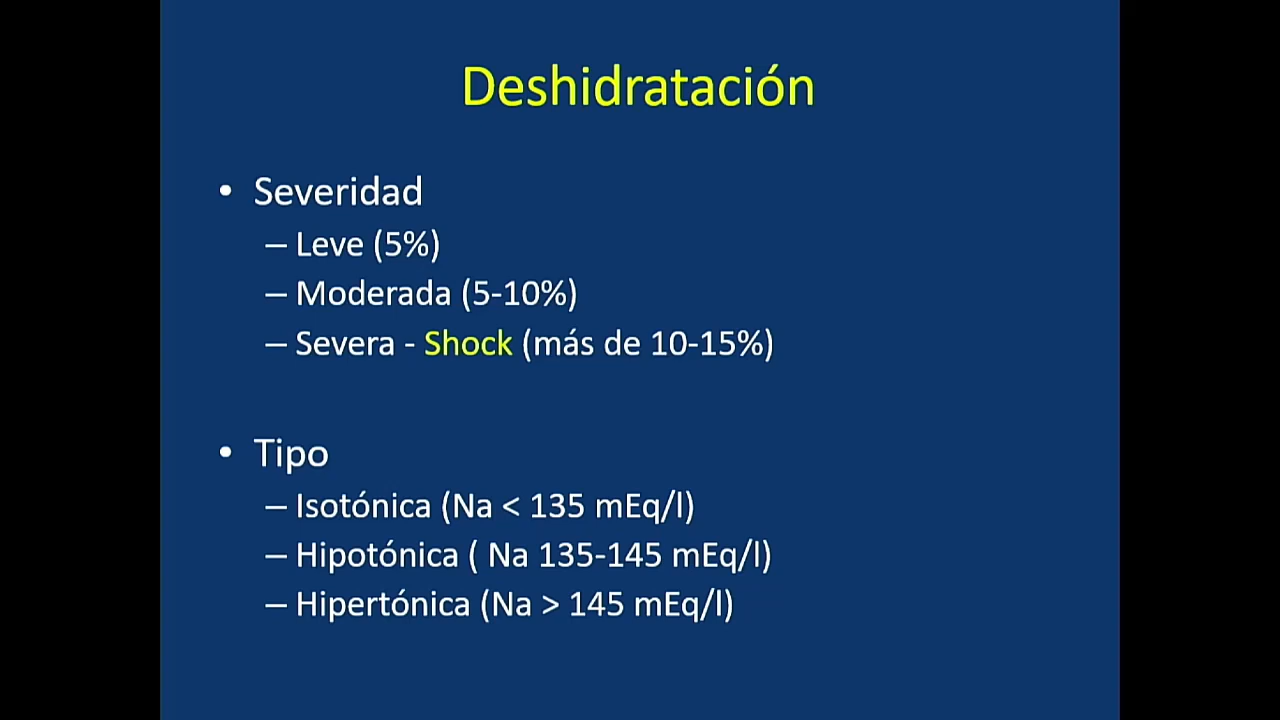 Deshidratación
• Severidad
– Leve (5%)
– Moderada (5-10%)
– Severa - Shock (más de 10-15%)
• Tipo
– Isotónica (Na < 135 mEq/l)
– Hipotónica ( Na 135-145 mEq/l)
– Hipertónica (Na > 145 mEq/l)